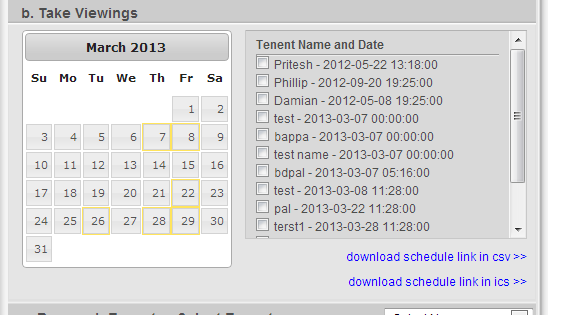 b. Take Viewings
March 2013
Su Mo Tu We Th Fr Sa
1 2
3 4 5 6 7 8 9
10 11 12 13 14 15 16
17 18 19 20 21 22 23
24 25 26 27 28 29 30
31
Tenent Name and Date
Pritesh - 2012-05-22 13:18:00
Phillip - 2012-09-20 19:25:00
Damian - 2012-05-08 19:25:00
test - 2013-03-07 00:00:00
bappa - 2013-03-07 00:00:00
test name - 2013-03-07 00:00:00
bdpal - 2013-03-07 05:16:00
test - 2013-03-08 11:28:00
pal - 2013-03-22 11:28:00
terst1 - 2013-03-28 11:28:00
download schedule link in csv >>
download schedule link in ics >>